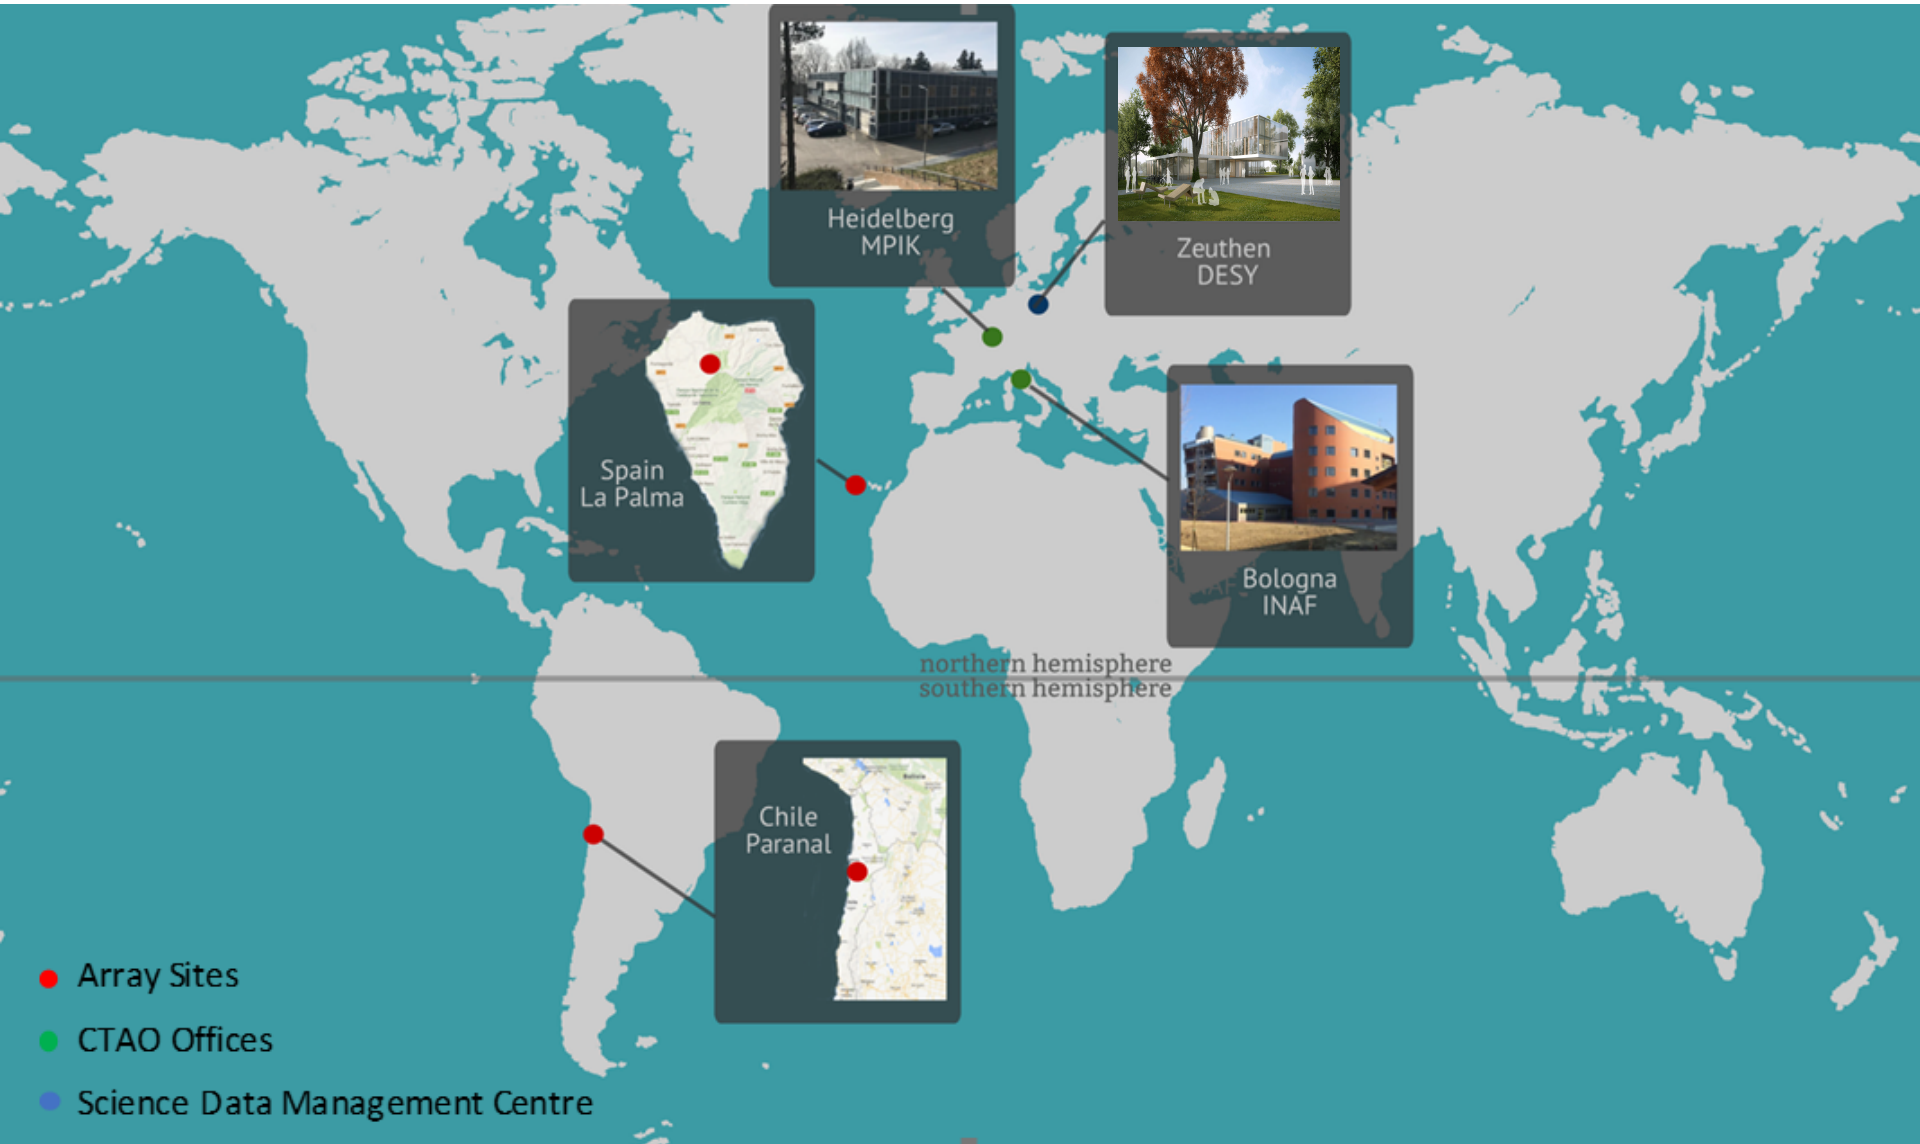 Heidelberg
MPIK
Zeuthen
DESY
Spain
La Palma
Bologna
INAF
northern hemisphere
southern hemisphere
Chile
Paranal
Bolivia
Array Sites
CTAO Offices
Science Data Management Centre